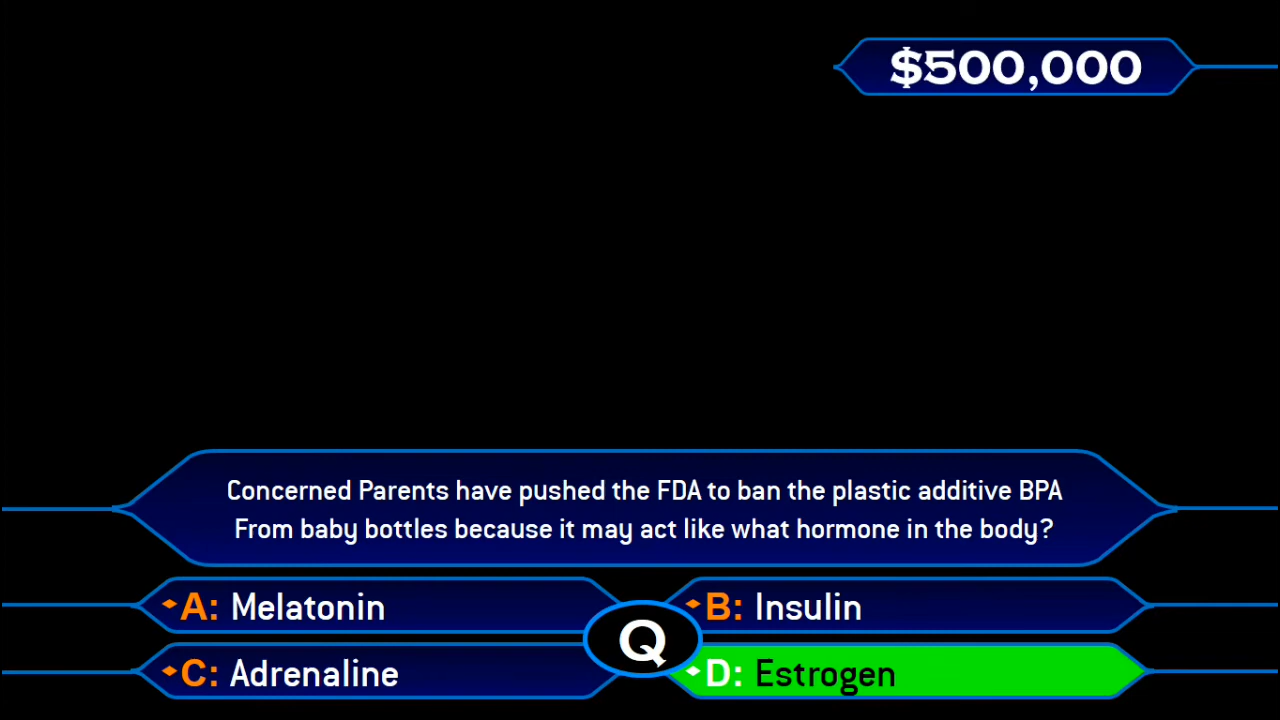 $500,000
Concerned Parents have pushed the FDA to ban the plastic additive BPA
From baby bottles because it may act like what hormone in the body?
A: Melatonin
B: Insulin
Q
C: Adrenaline
D: Estrogen